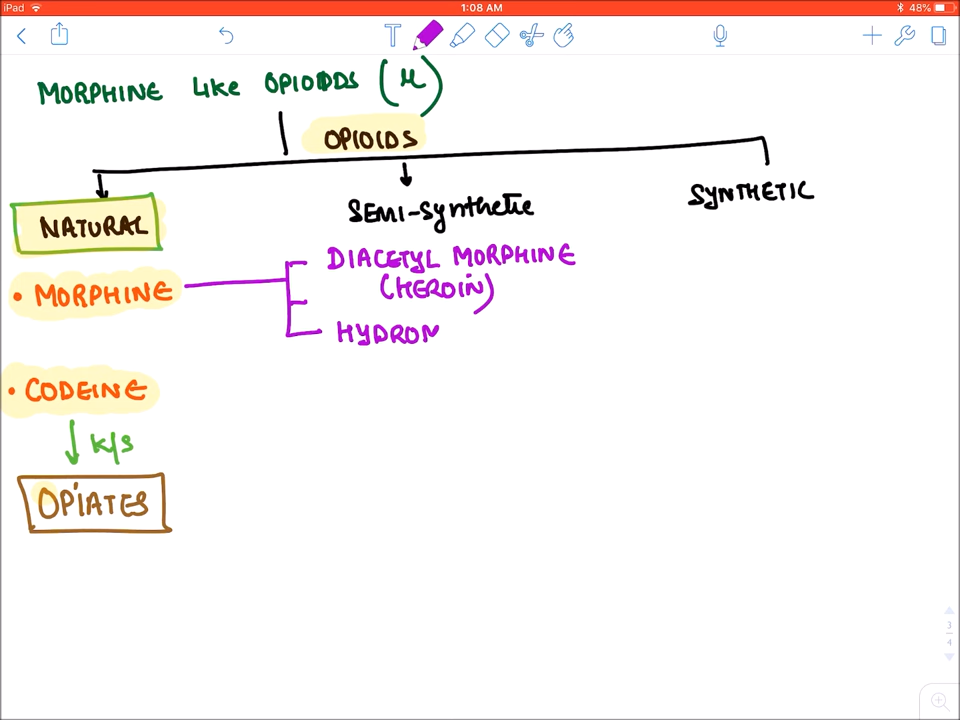 iPad
1:08 AM
48%
T
MORPHINE Like OPIOIDS (μ)
OPIOIDS
NATURAL
SEMI-Synthetic
SYNTHETIC
• MORPHINE
DIACETYL MORPHINE
(HEROIN)
HYDROM
• CODEINE
K/S
OPIATES
3
4